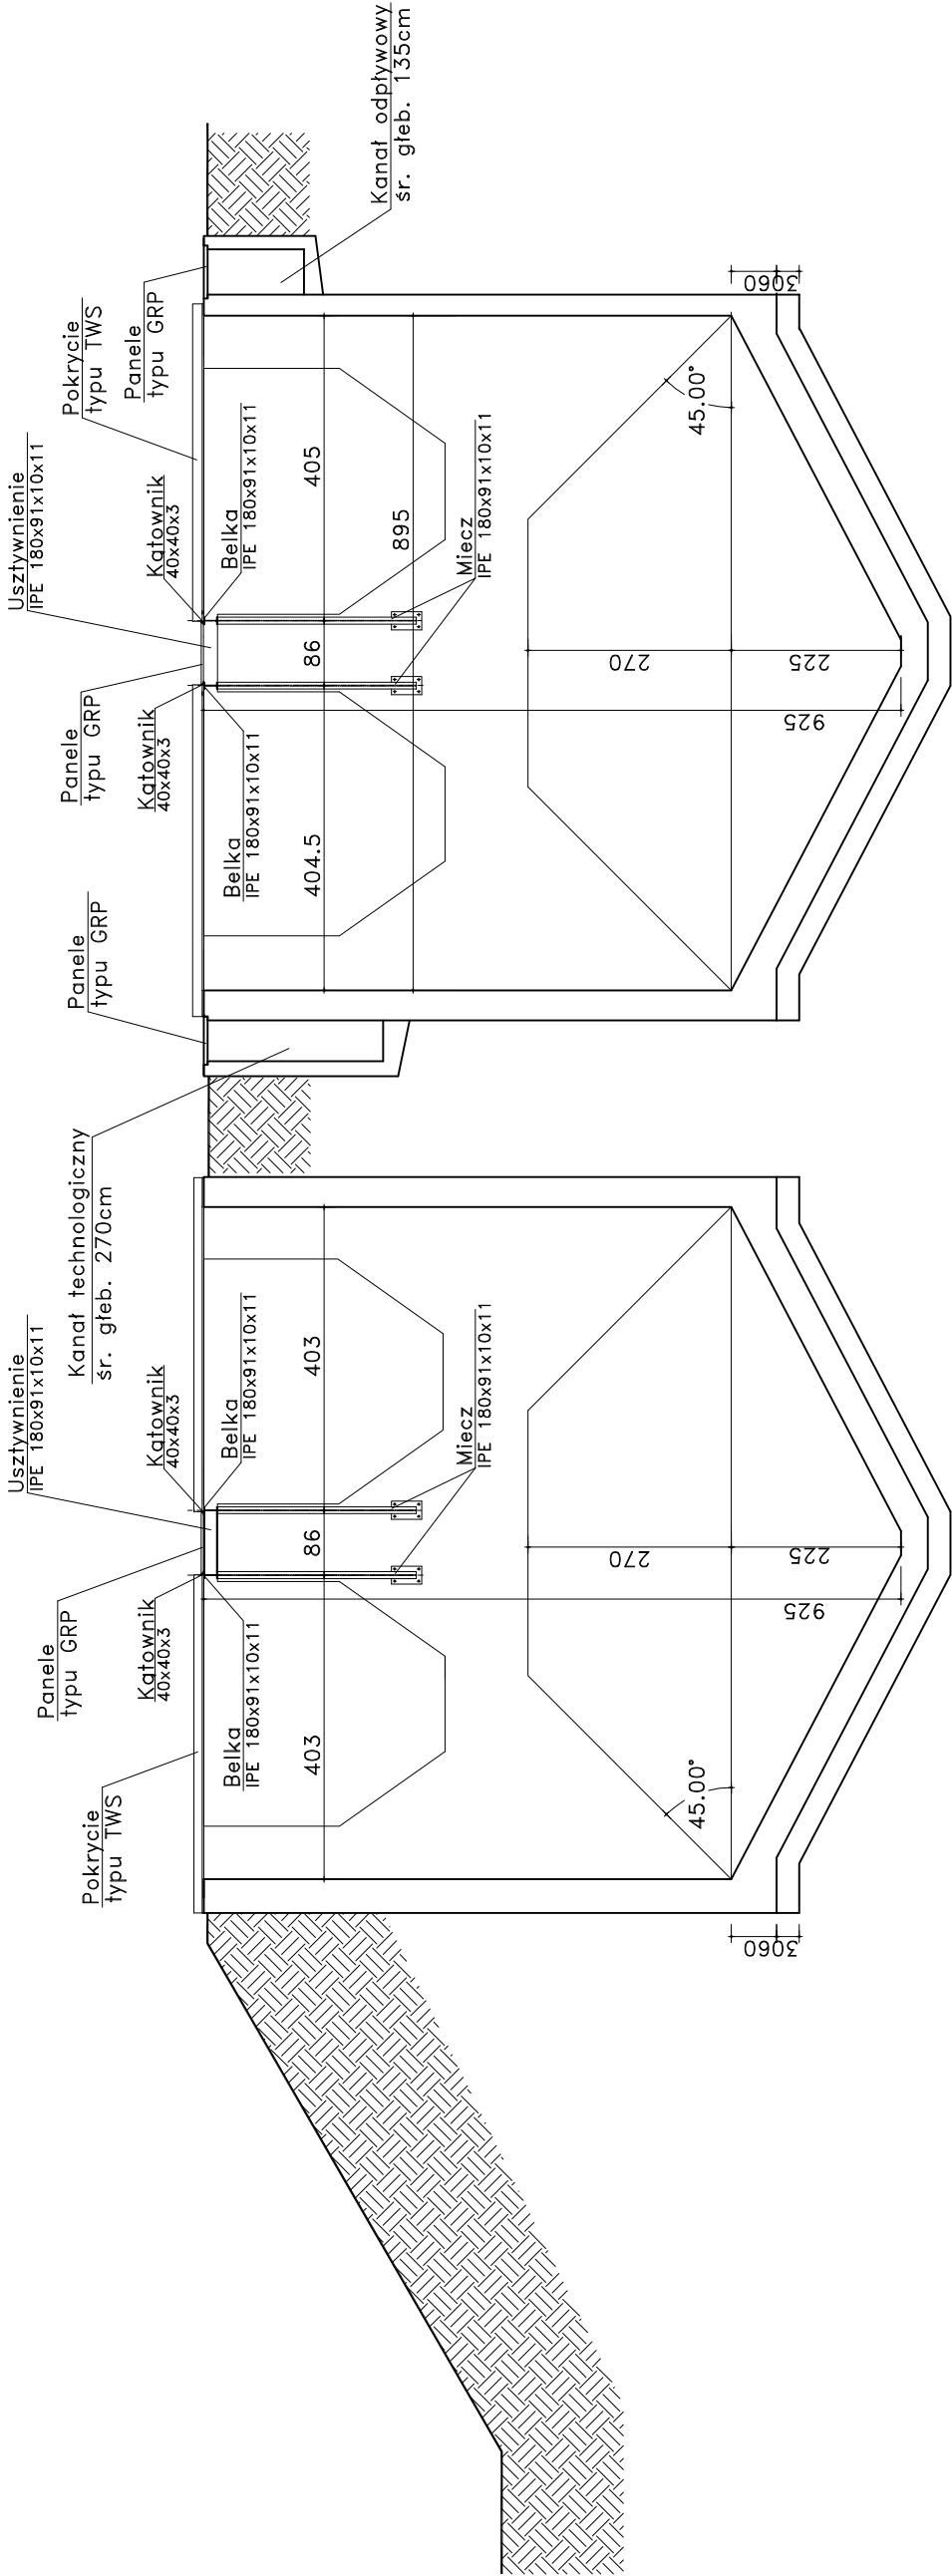 Usztywnienie
IPE 180x91x10x11
Panele
typu GRP
Pokrycie
typu TWS
Kątownik
40x40x3
Kątownik
40x40x3
Belka
IPE 180x91x10x11
Belka
IPE 180x91x10x11
403
86
403
Miecz
IPE 180x91x10x11
270
225
925
45.00°
3060
Kanał technologiczny
śr. głeb. 270cm
Panele
typu GRP
Usztywnienie
IPE 180x91x10x11
Panele
typu GRP
Pokrycie
typu TWS
Panele
typu GRP
Kątownik
40x40x3
Kątownik
40x40x3
Belka
IPE 180x91x10x11
Belka
IPE 180x91x10x11
404.5
86
405
895
Miecz
IPE 180x91x10x11
270
225
925
45.00°
3060
Kanał odpływowy
śr. głeb. 135cm